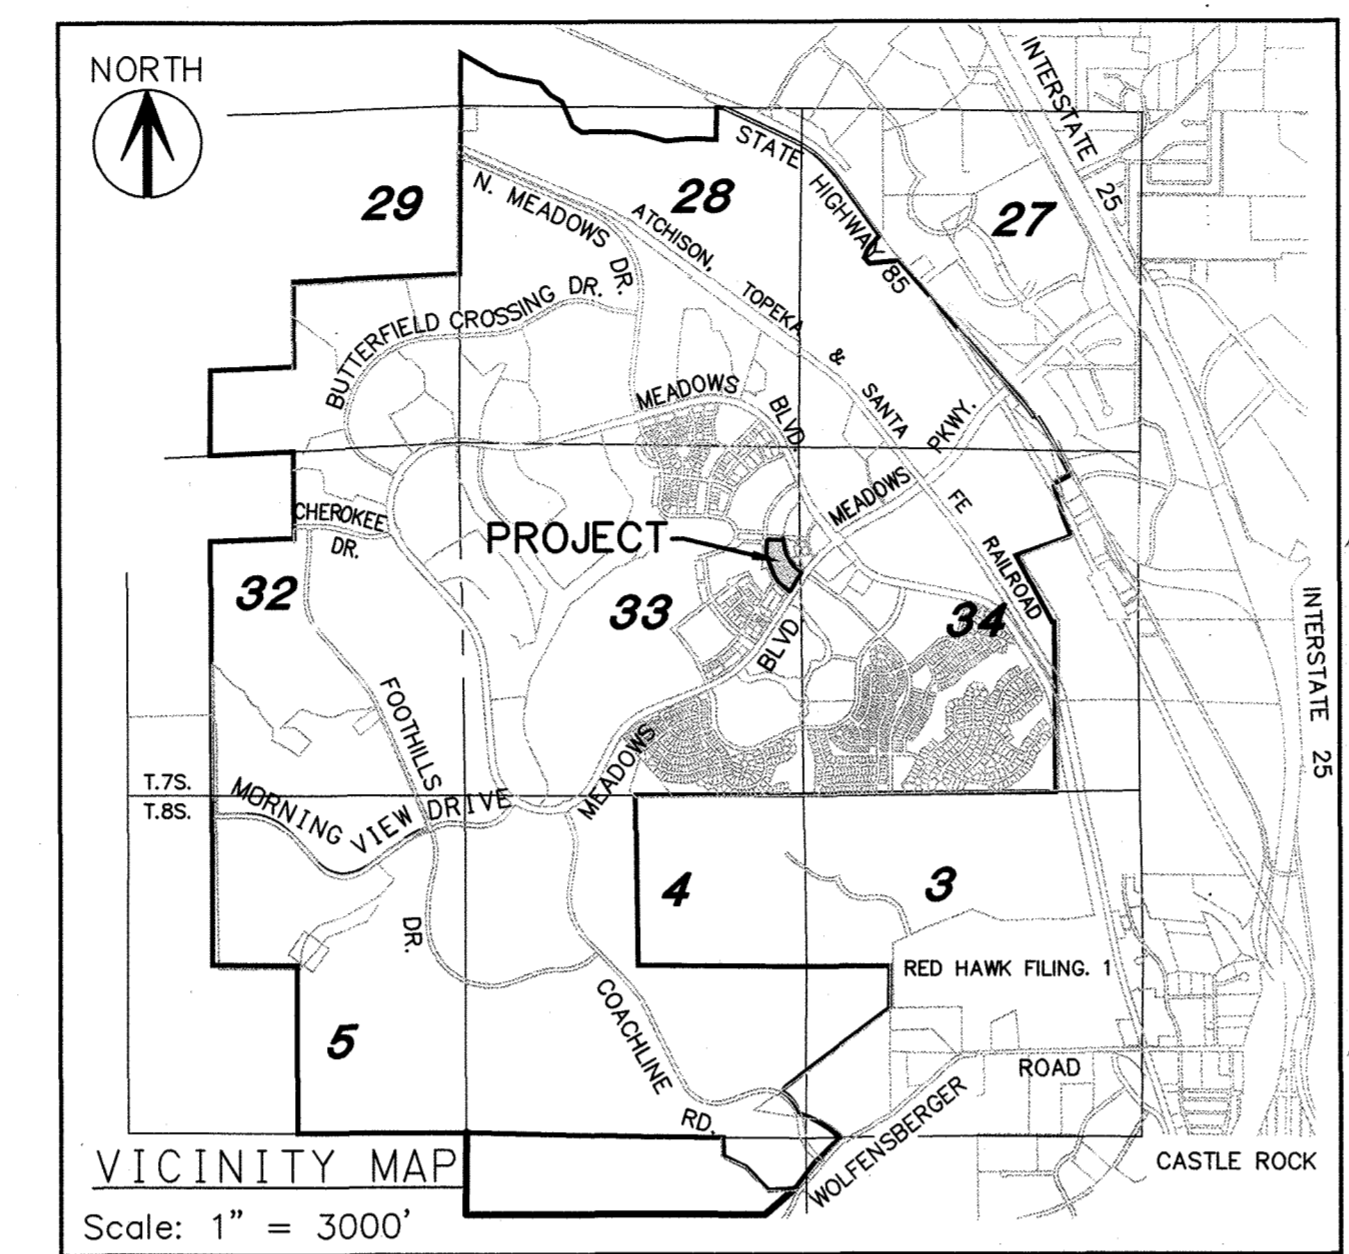 NORTH
INTERSTATE 25
STATE HIGHWAY 85
29
28
27
N. MEADOWS DR.
ATCHISON, TOPEKA & SANTA FE RAILROAD
BUTTERFIELD CROSSING DR.
MEADOWS BLVD
MEADOWS PKWY.
CHEROKEE DR.
PROJECT
32
33
34
BLVD
MEADOWS
INTERSTATE 25
FOOTHILLS DR.
T.7S.
T.8S.
MORNING VIEW DRIVE
4
3
RED HAWK FILING. 1
5
COACHLINE RD.
WOLFENSBERGER ROAD
CASTLE ROCK
VICINITY MAP
Scale: 1" = 3000'